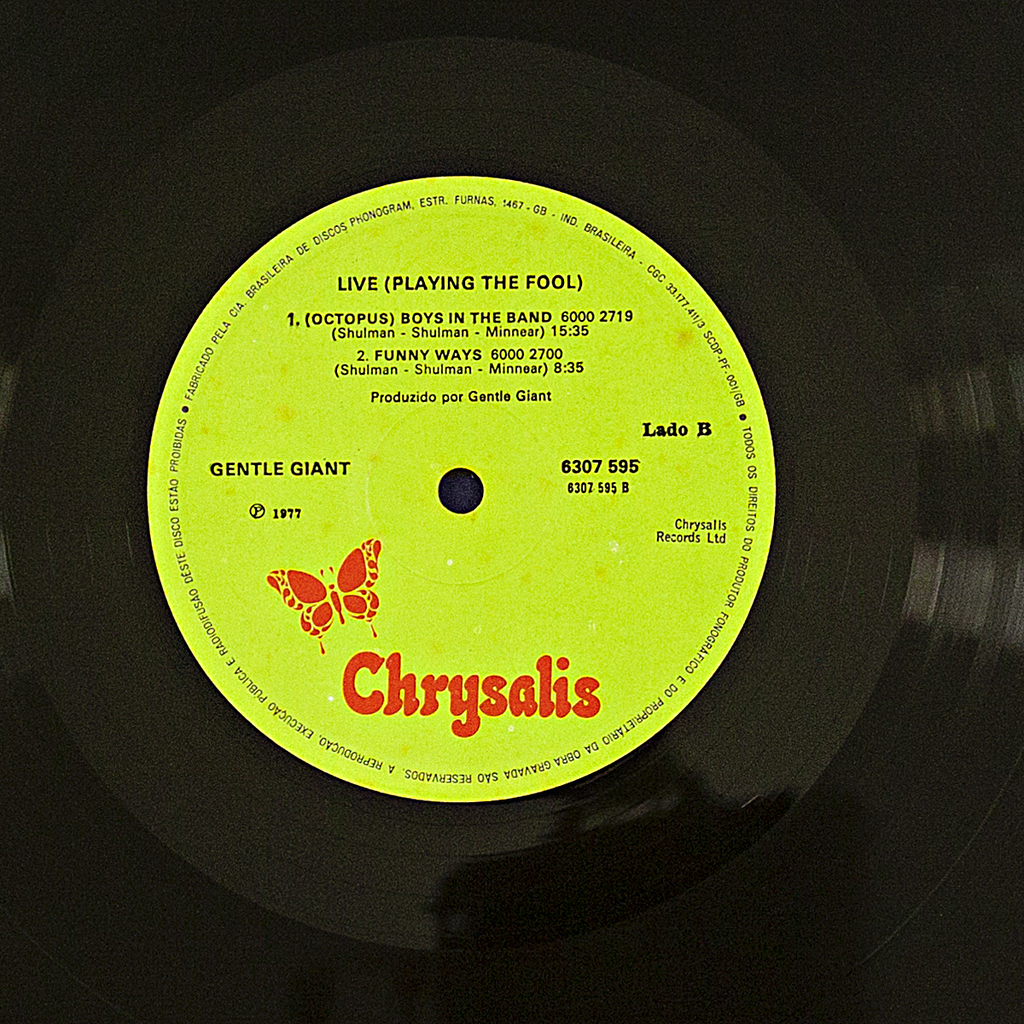 ● FABRICADO PELA CIA. BRASILEIRA DE DISCOS PHONOGRAM, ESTR. FURNAS, 1467 - GB - IND. BRASILEIRA - CGC 33.177.411/3 SCDP-PF-001/GB ● TODOS OS DIREITOS DO PRODUTOR FONOGRÁFICO E DO PROPRIETÁRIO DA OBRA GRAVADA SÃO RESERVADOS. A REPRODUÇÃO, EXECUÇÃO PÚBLICA E RADIODIFUSÃO DESTE DISCO ESTÃO PROIBIDAS
LIVE (PLAYING THE FOOL)
1. (OCTOPUS) BOYS IN THE BAND 6000 2719
(Shulman - Shulman - Minnear) 15:35
2. FUNNY WAYS 6000 2700
(Shulman - Shulman - Minnear) 8:35
Produzido por Gentle Giant
Lado B
GENTLE GIANT
6307 595
6307 595 B
℗ 1977
Chrysalis
Records Ltd
Chrysalis